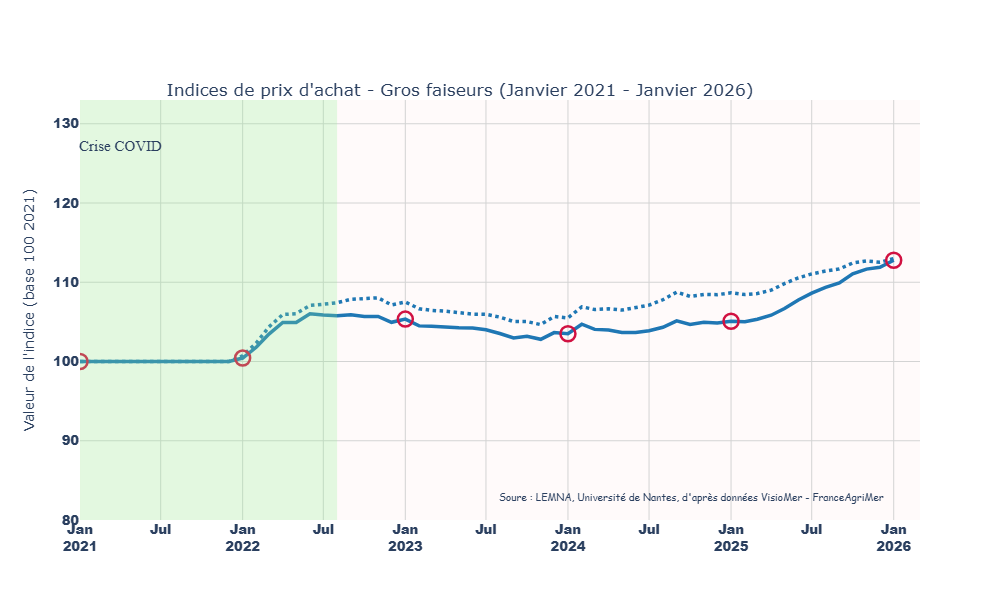 Indices de prix d'achat - Gros faiseurs (Janvier 2021 - Janvier 2026)
Valeur de l'indice (base 100 2021)
130
120
110
100
90
80
Crise COVID
Soure : LEMNA, Université de Nantes, d'après données VisioMer - FranceAgriMer
Jan Jul Jan Jul Jan Jul Jan Jul Jan Jul Jan
2021 2022 2023 2024 2025 2026